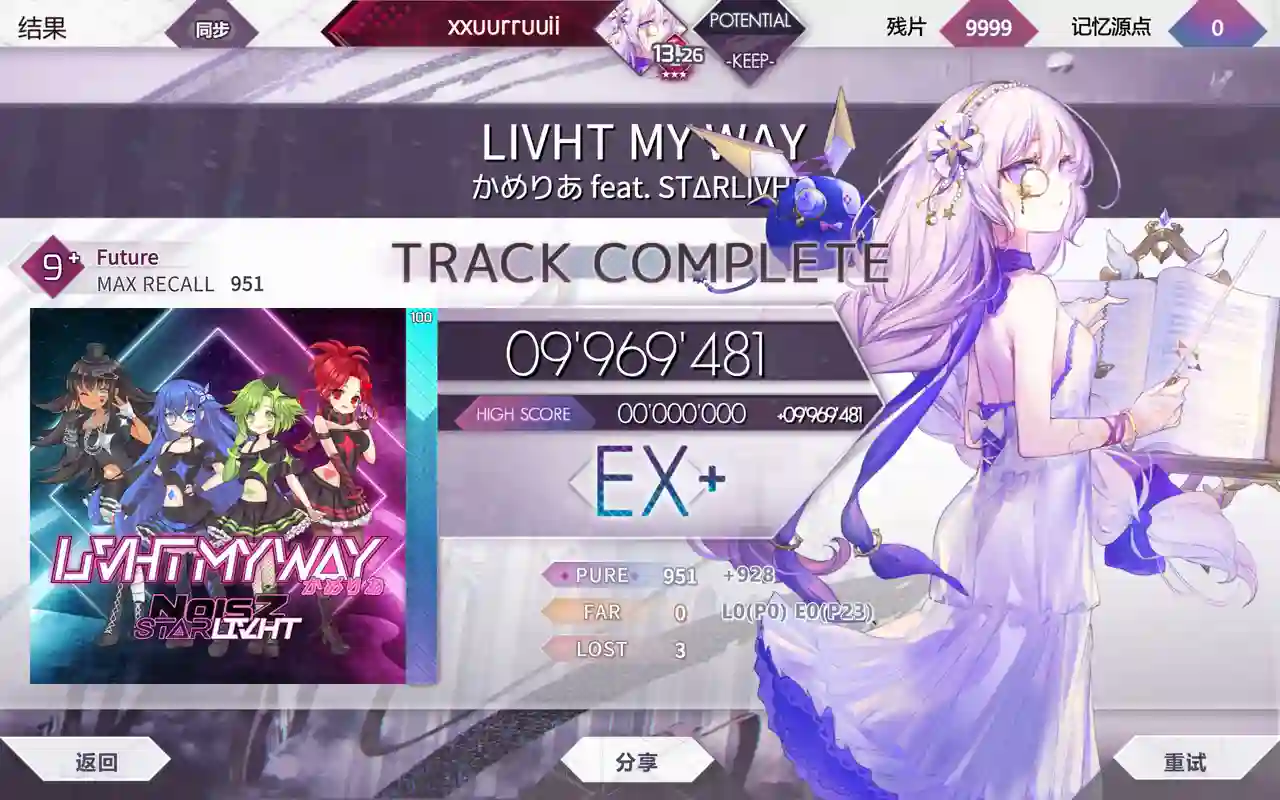 结果
同步
xxuurruuii
13.26
POTENTIAL
-KEEP-
残片
9999
记忆源点
0
LIVHT MY WAY
かめりあ feat. STΔRLIVHT
9+
Future
MAX RECALL 951
TRACK COMPLETE
100
09'969'481
HIGH SCORE 00'000'000 +09'969'481
EX+
LIVHT MY WAY
かめりあ
NOISZ
STΔRLIVHT
PURE 951 +928
FAR 0 L0(P0) E0(P23)
LOST 3
返回
分享
重试